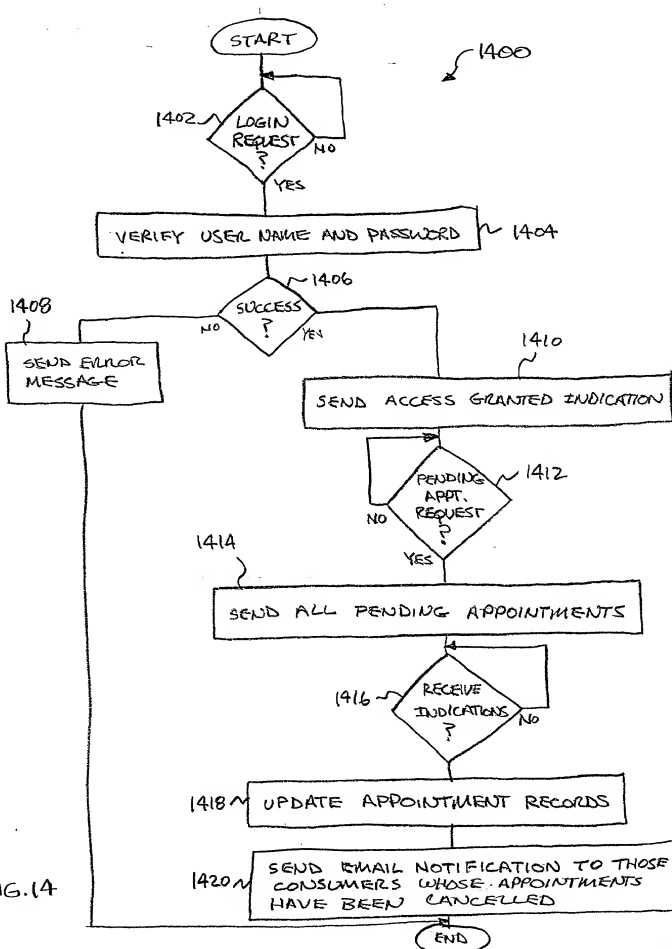 START
1400
1402
LOGIN
REQUEST
?
NO
YES
VERIFY USER NAME AND PASSWORD
1404
1406
SUCCESS
?
NO
YES
1408
SEND ERROR
MESSAGE
1410
SEND ACCESS GRANTED INDICATION
PENDING
APPT.
REQUEST
?
1412
NO
YES
1414
SEND ALL PENDING APPOINTMENTS
1416
RECEIVE
INDICATIONS
?
NO
1418
UPDATE APPOINTMENT RECORDS
1420
SEND EMAIL NOTIFICATION TO THOSE
CONSUMERS WHOSE APPOINTMENTS
HAVE BEEN CANCELLED
IG.14
END